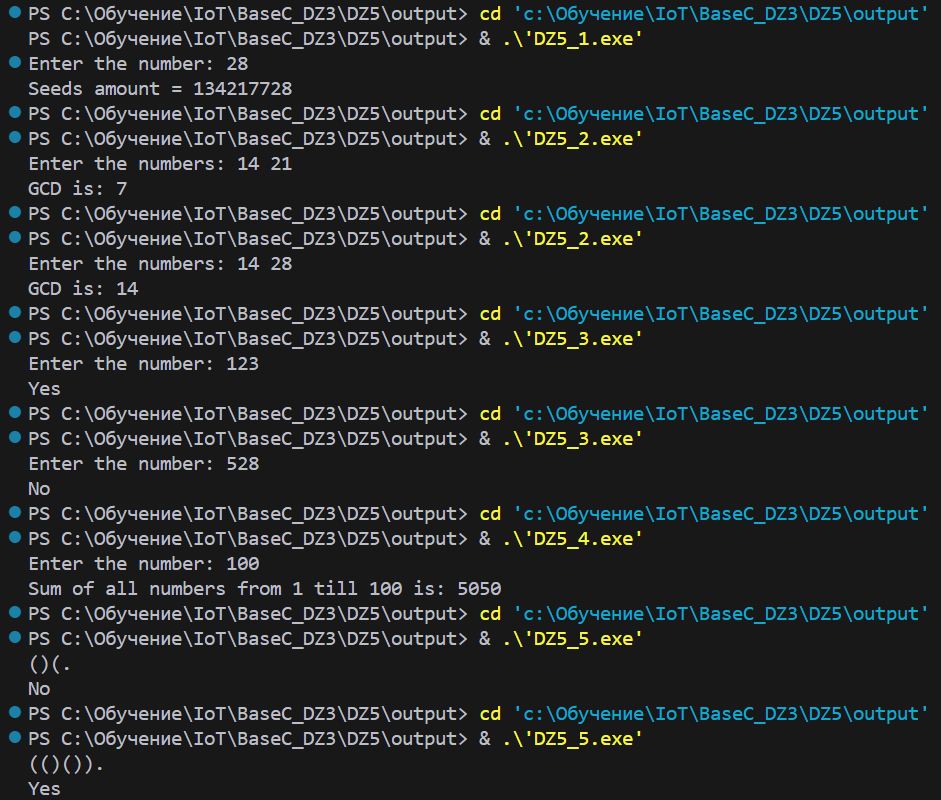 PS C:\Обучение\IoT\BaseC_DZ3\DZ5\output> cd 'c:\Обучение\IoT\BaseC_DZ3\DZ5\output'
PS C:\Обучение\IoT\BaseC_DZ3\DZ5\output> & .\'DZ5_1.exe'
Enter the number: 28
Seeds amount = 134217728
PS C:\Обучение\IoT\BaseC_DZ3\DZ5\output> cd 'c:\Обучение\IoT\BaseC_DZ3\DZ5\output'
PS C:\Обучение\IoT\BaseC_DZ3\DZ5\output> & .\'DZ5_2.exe'
Enter the numbers: 14 21
GCD is: 7
PS C:\Обучение\IoT\BaseC_DZ3\DZ5\output> cd 'c:\Обучение\IoT\BaseC_DZ3\DZ5\output'
PS C:\Обучение\IoT\BaseC_DZ3\DZ5\output> & .\'DZ5_2.exe'
Enter the numbers: 14 28
GCD is: 14
PS C:\Обучение\IoT\BaseC_DZ3\DZ5\output> cd 'c:\Обучение\IoT\BaseC_DZ3\DZ5\output'
PS C:\Обучение\IoT\BaseC_DZ3\DZ5\output> & .\'DZ5_3.exe'
Enter the number: 123
Yes
PS C:\Обучение\IoT\BaseC_DZ3\DZ5\output> cd 'c:\Обучение\IoT\BaseC_DZ3\DZ5\output'
PS C:\Обучение\IoT\BaseC_DZ3\DZ5\output> & .\'DZ5_3.exe'
Enter the number: 528
No
PS C:\Обучение\IoT\BaseC_DZ3\DZ5\output> cd 'c:\Обучение\IoT\BaseC_DZ3\DZ5\output'
PS C:\Обучение\IoT\BaseC_DZ3\DZ5\output> & .\'DZ5_4.exe'
Enter the number: 100
Sum of all numbers from 1 till 100 is: 5050
PS C:\Обучение\IoT\BaseC_DZ3\DZ5\output> cd 'c:\Обучение\IoT\BaseC_DZ3\DZ5\output'
PS C:\Обучение\IoT\BaseC_DZ3\DZ5\output> & .\'DZ5_5.exe'
()(.
No
PS C:\Обучение\IoT\BaseC_DZ3\DZ5\output> cd 'c:\Обучение\IoT\BaseC_DZ3\DZ5\output'
PS C:\Обучение\IoT\BaseC_DZ3\DZ5\output> & .\'DZ5_5.exe'
(()()).
Yes